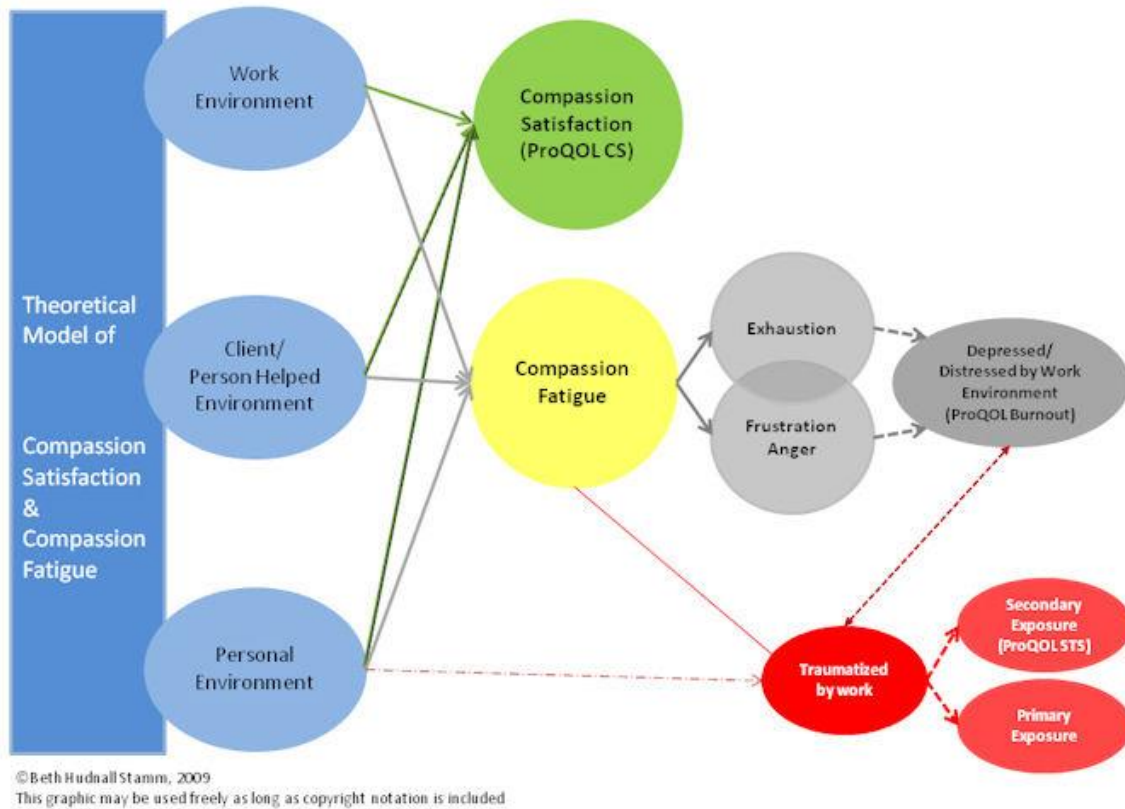 Theoretical
Model of
Compassion
Satisfaction
&
Compassion
Fatigue
Work
Environment
Client/
Person Helped
Environment
Personal
Environment
Compassion
Satisfaction
(ProQOL CS)
Compassion
Fatigue
Exhaustion
Frustration
Anger
Depressed/
Distressed by Work
Environment
(ProQOL Burnout)
Traumatized
by work
Secondary
Exposure
(ProQOL STS)
Primary
Exposure
©Beth Hudnall Stamm, 2009
This graphic may be used freely as long as copyright notation is included